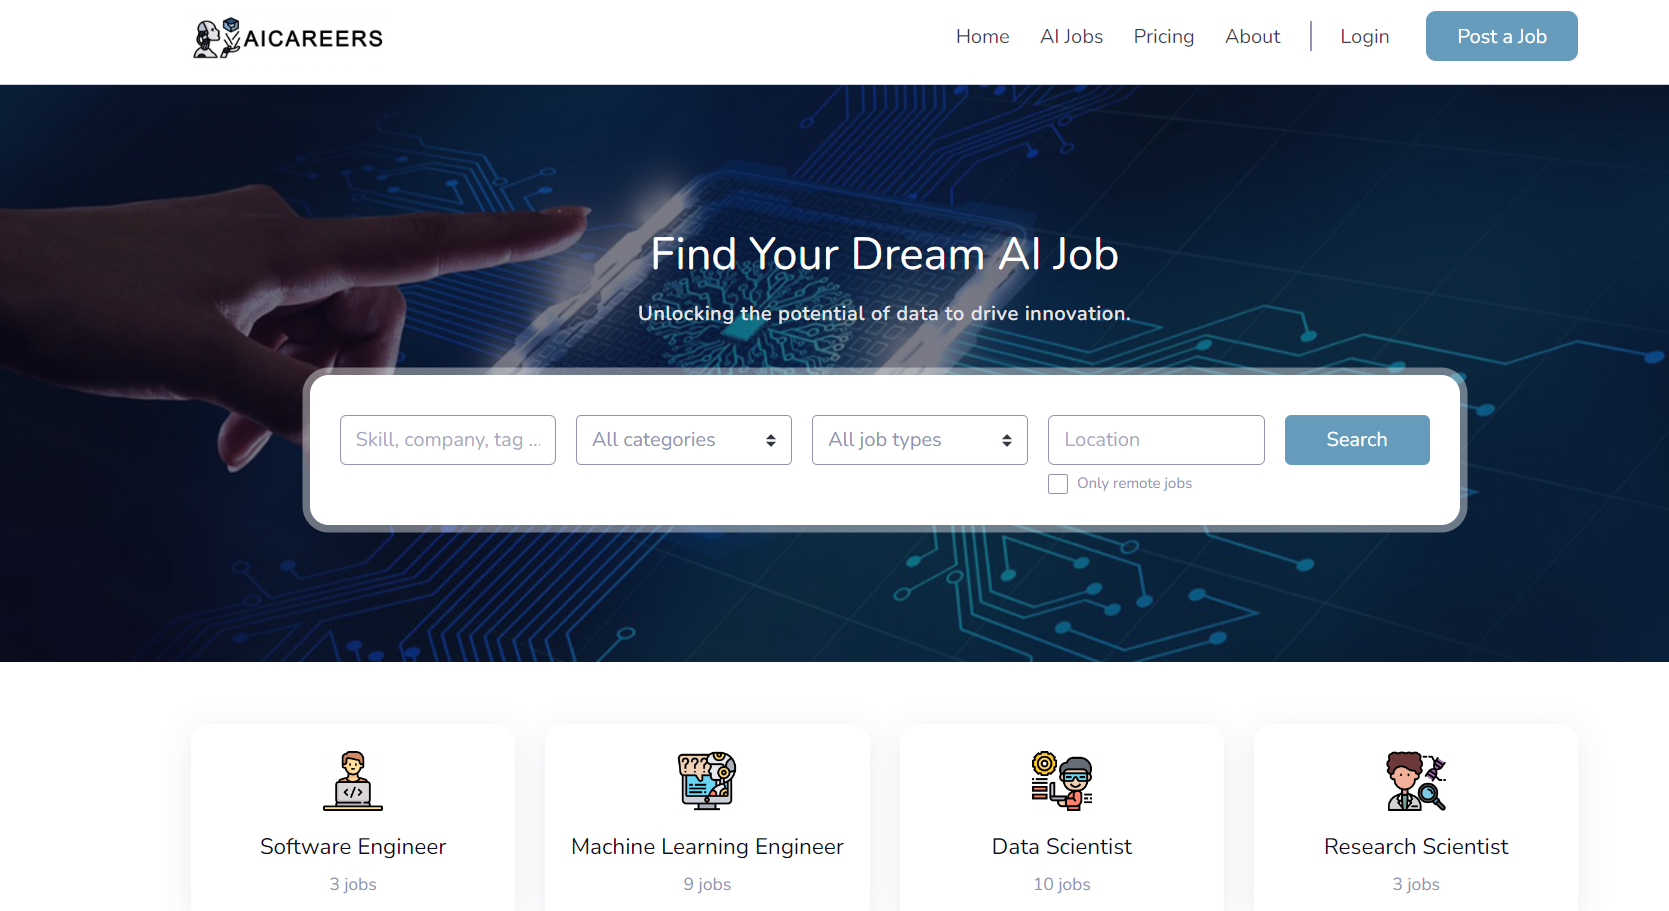 AICAREERS
Home AI Jobs Pricing About Login Post a Job
Find Your Dream AI Job
Unlocking the potential of data to drive innovation.
Skill, company, tag ... All categories All job types Location Search
Only remote jobs
???
</>
Software Engineer Machine Learning Engineer Data Scientist Research Scientist
3 jobs 9 jobs 10 jobs 3 jobs